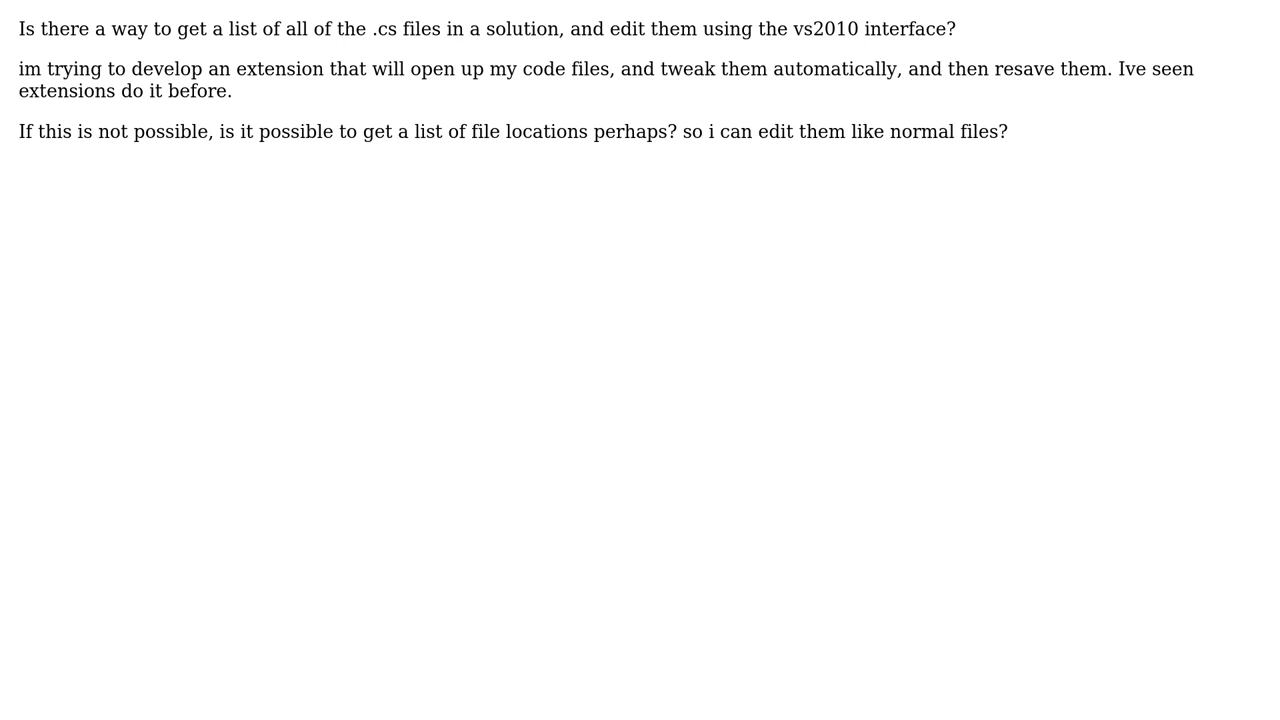 Is there a way to get a list of all of the .cs files in a solution, and edit them using the vs2010 interface?
im trying to develop an extension that will open up my code files, and tweak them automatically, and then resave them. Ive seen
extensions do it before.
If this is not possible, is it possible to get a list of file locations perhaps? so i can edit them like normal files?